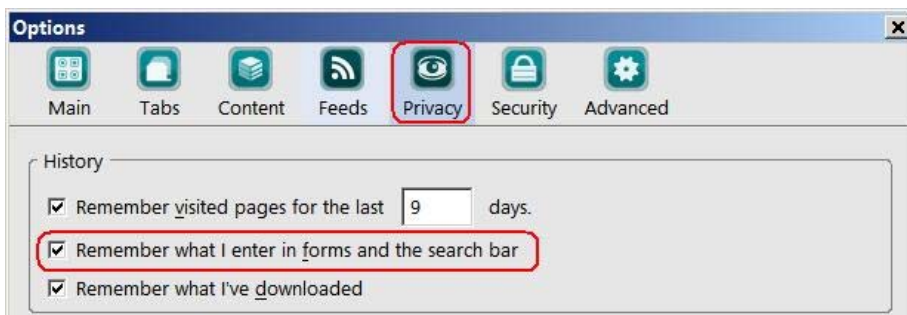 Options
Main Tabs Content Feeds Privacy Security Advanced
History
Remember visited pages for the last 9 days.
Remember what I enter in forms and the search bar
Remember what I've downloaded